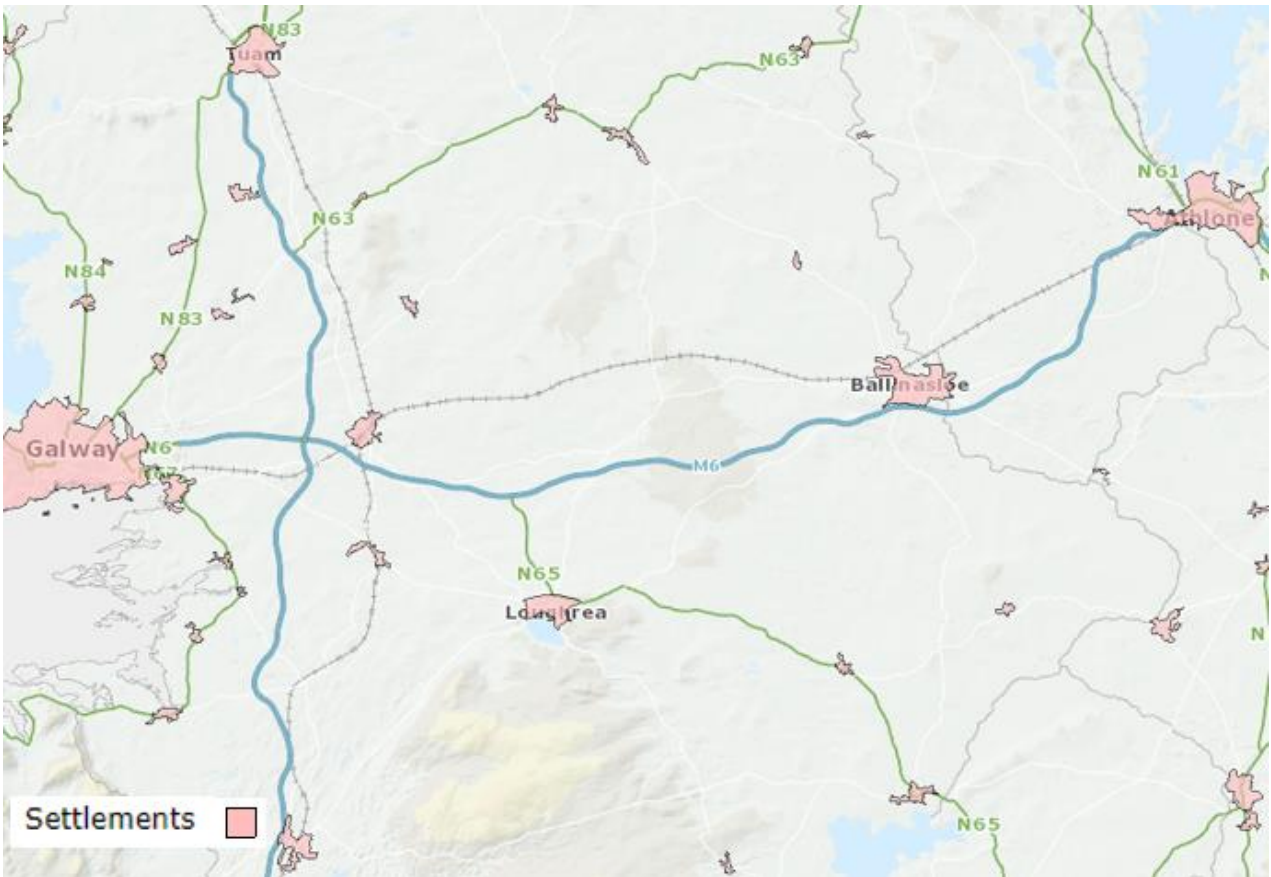 N83
Tuam
N63
N61
Athlone
N63
N84
N83
Ballinasloe
Galway
N6
M6
N65
Loughrea
N
Settlements
N65